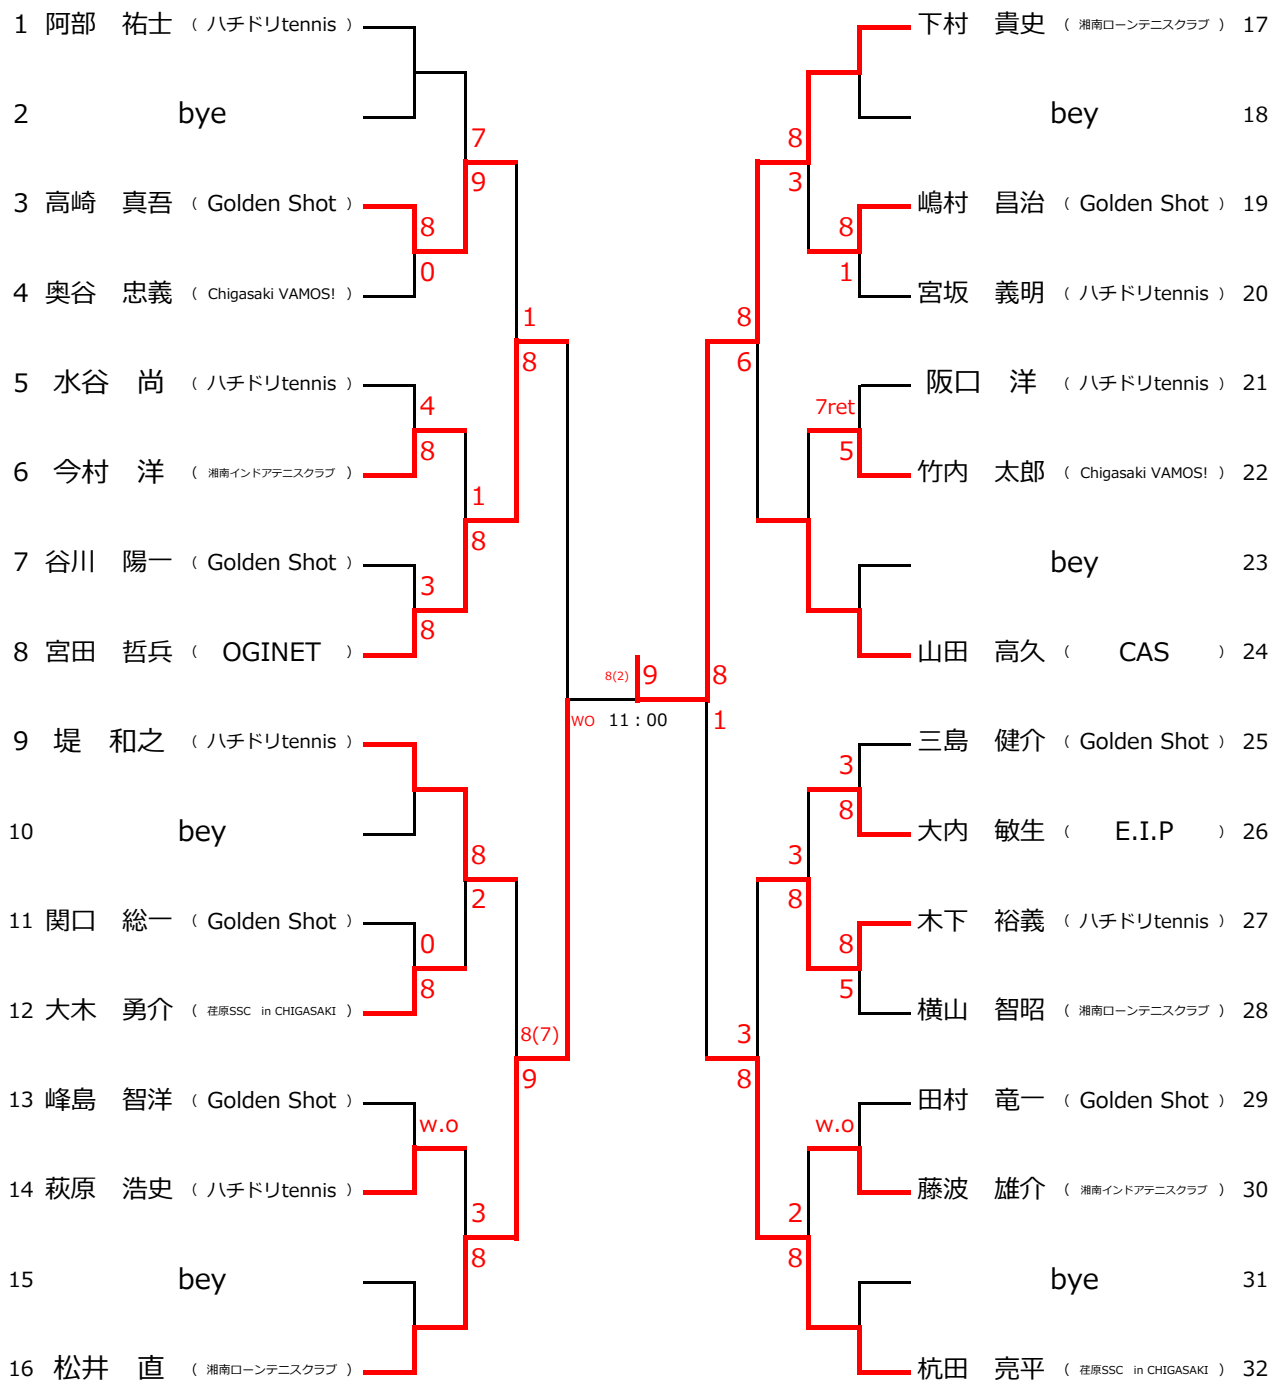 1 阿部　祐士 （ ハチドリtennis ）
2 bye
7
3 高崎　真吾 （ Golden Shot ）
9
8
0
4 奥谷　忠義 （ Chigasaki VAMOS! ）
1
8
5 水谷　尚 （ ハチドリtennis ）
4
8
6 今村　洋 （ 湘南インドアテニスクラブ ）
1
8
7 谷川　陽一 （ Golden Shot ）
3
8
8 宮田　哲兵 （ OGINET ）
9 堤　和之 （ ハチドリtennis ）
10 bey
8
2
11 関口　総一 （ Golden Shot ）
0
8
12 大木　勇介 （ 荏原SSC in CHIGASAKI ）
8(7)
9
13 峰島　智洋 （ Golden Shot ）
w.o
14 萩原　浩史 （ ハチドリtennis ）
3
8
15 bey
16 松井　直 （ 湘南ローンテニスクラブ ）
8(2) 9
WO 11：00
8
1
下村　貴史 （ 湘南ローンテニスクラブ ） 17
bey 18
8
3
嶋村　昌治 （ Golden Shot ） 19
8
1
宮坂　義明 （ ハチドリtennis ） 20
8
6
阪口　洋 （ ハチドリtennis ） 21
7ret
5
竹内　太郎 （ Chigasaki VAMOS! ） 22
bey 23
山田　高久 （ CAS ） 24
三島　健介 （ Golden Shot ） 25
3
8
大内　敏生 （ E.I.P ） 26
3
8
木下　裕義 （ ハチドリtennis ） 27
8
5
横山　智昭 （ 湘南ローンテニスクラブ ） 28
3
8
田村　竜一 （ Golden Shot ） 29
w.o
藤波　雄介 （ 湘南インドアテニスクラブ ） 30
2
8
bye 31
杭田　亮平 （ 荏原SSC in CHIGASAKI ） 32